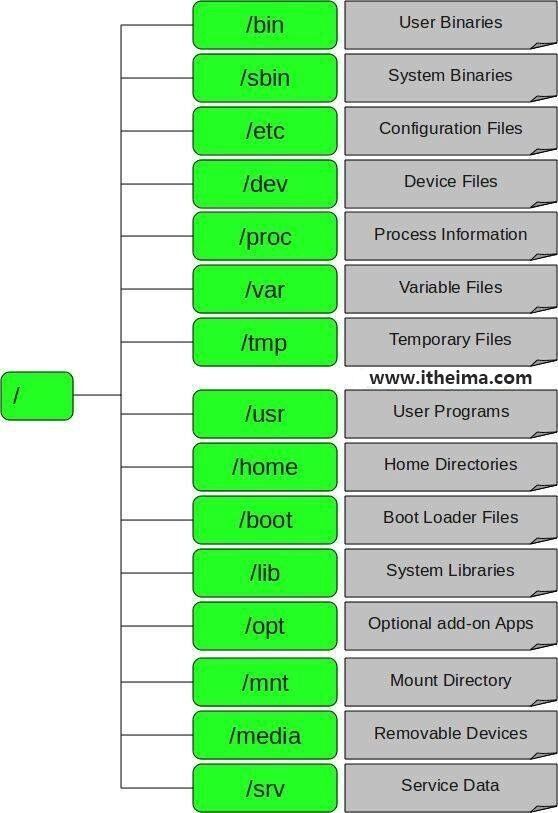 /bin User Binaries
/sbin System Binaries
/etc Configuration Files
/dev Device Files
/proc Process Information
/var Variable Files
/tmp Temporary Files
www.itheima.com
/
/usr User Programs
/home Home Directories
/boot Boot Loader Files
/lib System Libraries
/opt Optional add-on Apps
/mnt Mount Directory
/media Removable Devices
/srv Service Data